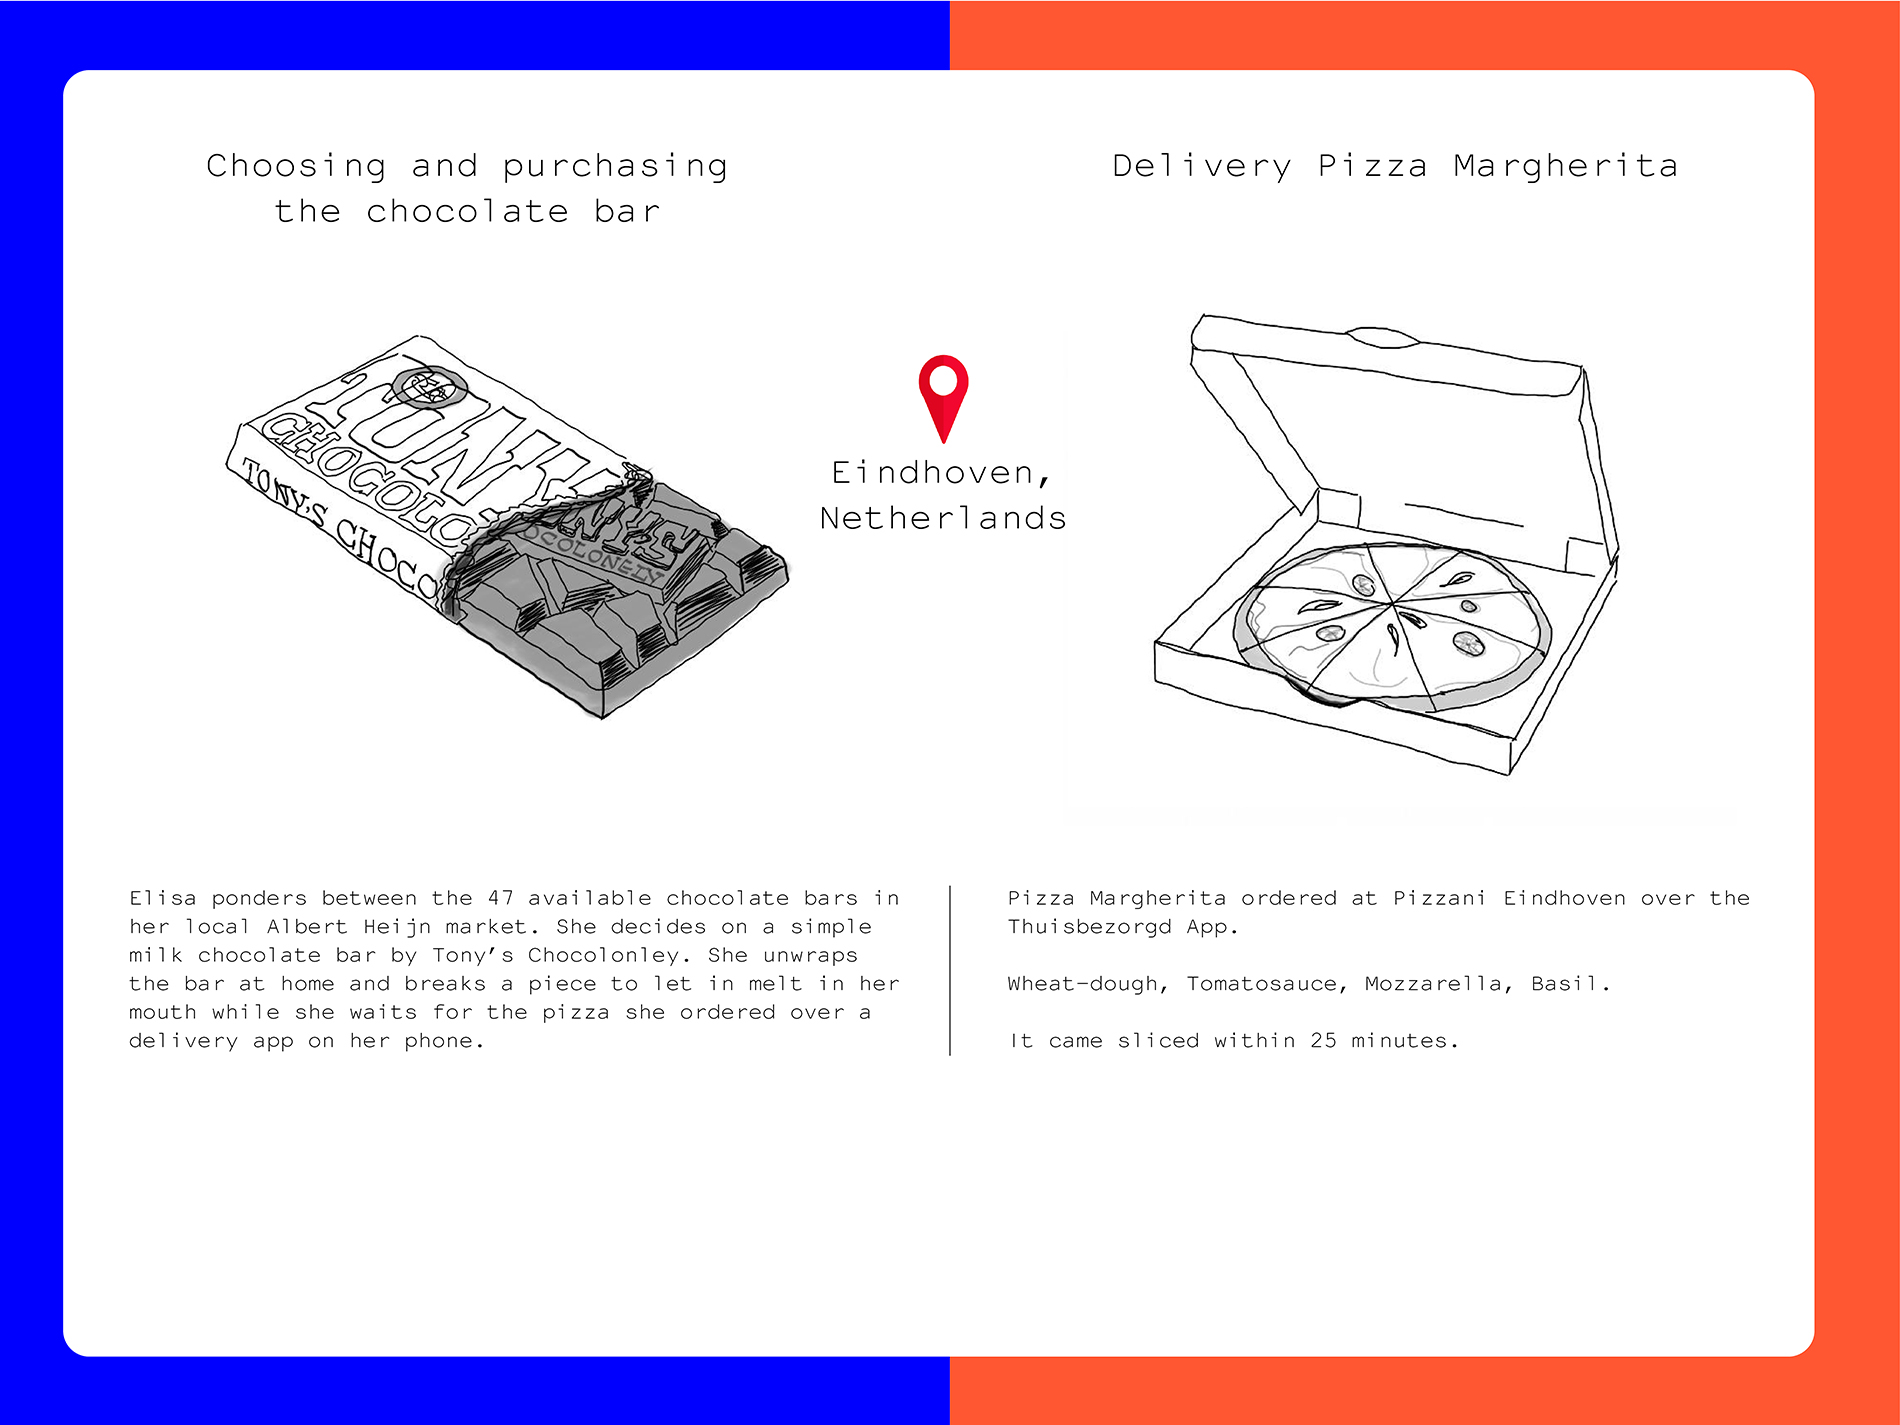 Choosing and purchasing
the chocolate bar
Delivery Pizza Margherita
TONY
CHOCOLO
TONY'S CHOCO
NY'S
OCOLONELY
Eindhoven,
Netherlands
Elisa ponders between the 47 available chocolate bars in
her local Albert Heijn market. She decides on a simple
milk chocolate bar by Tony’s Chocolonley. She unwraps
the bar at home and breaks a piece to let in melt in her
mouth while she waits for the pizza she ordered over a
delivery app on her phone.
Pizza Margherita ordered at Pizzani Eindhoven over the
Thuisbezorgd App.
Wheat-dough, Tomatosauce, Mozzarella, Basil.
It came sliced within 25 minutes.